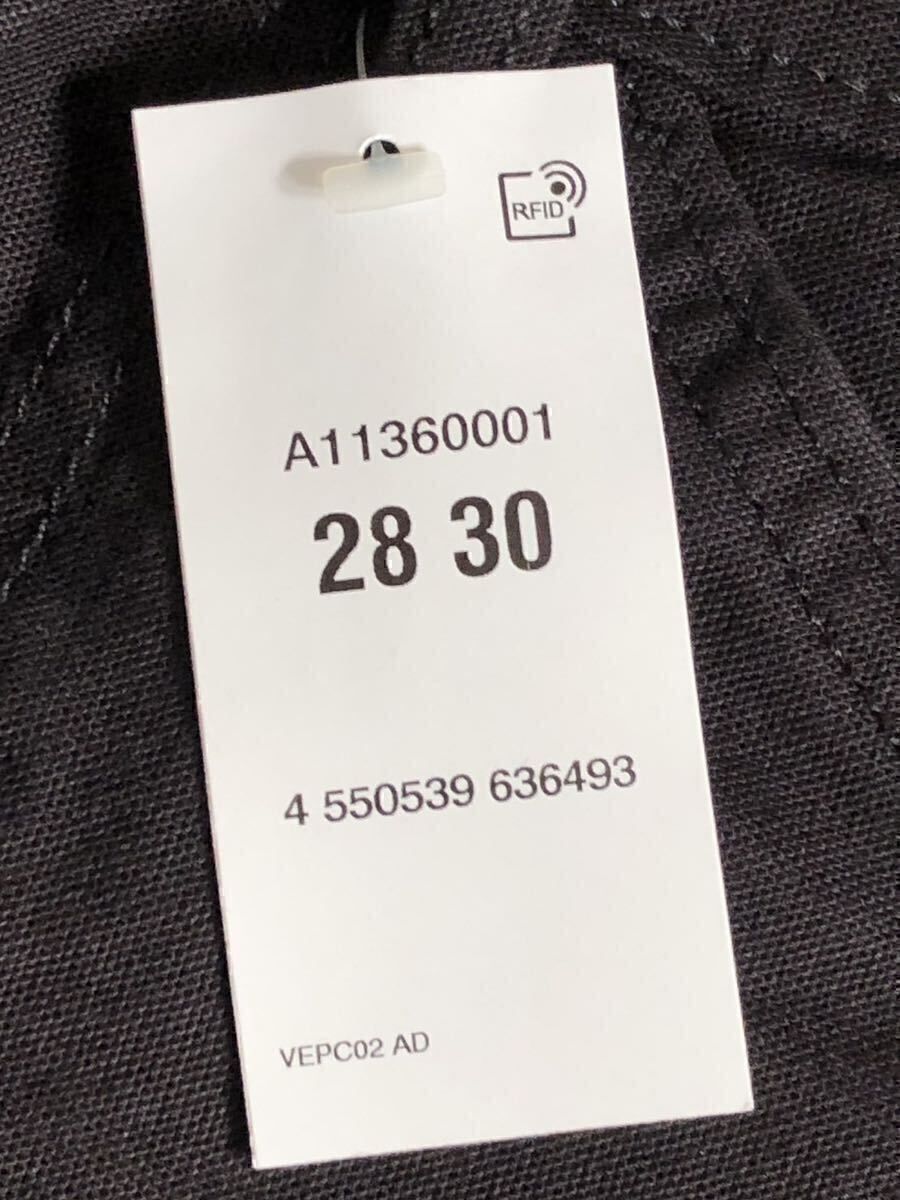 RFID
A11360001
28 30
4 550539 636493
VEPC02 AD